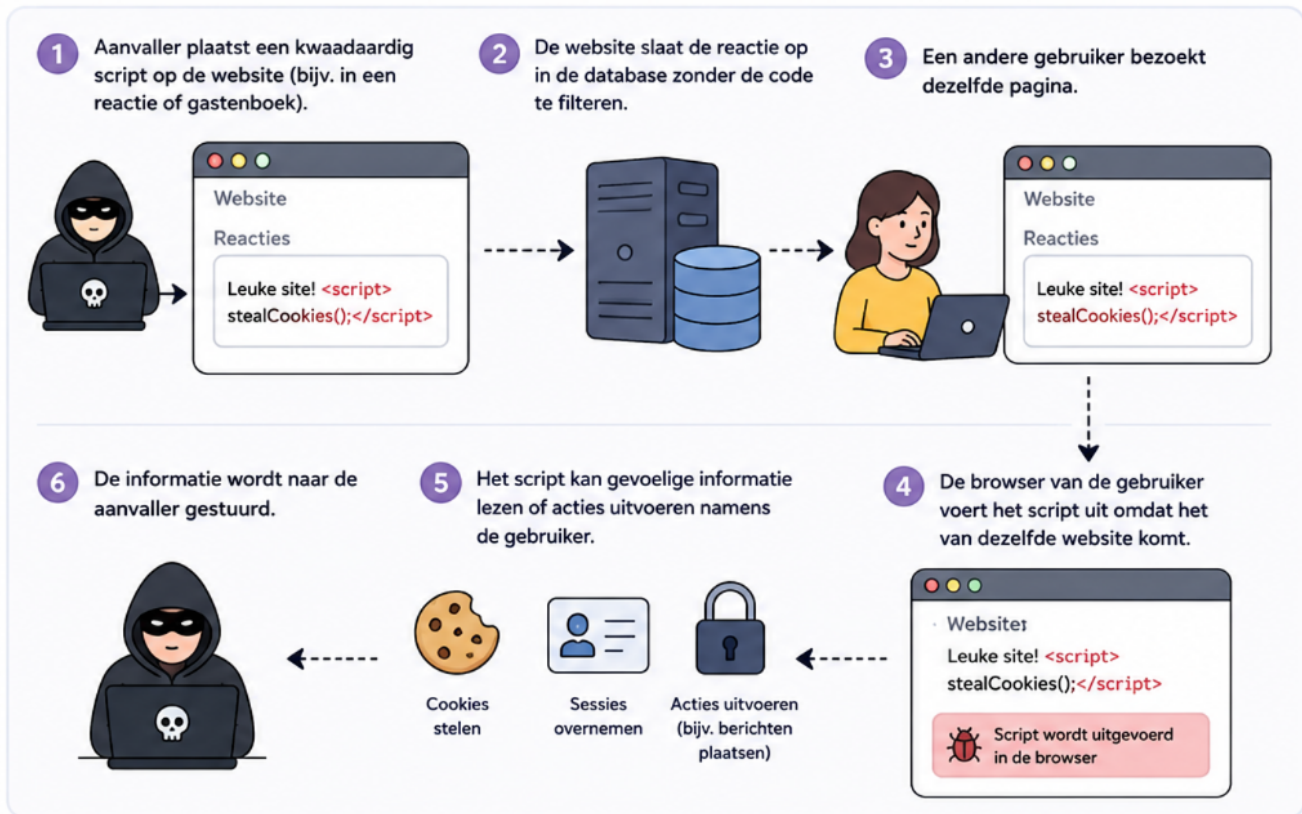 1
Aanvaller plaatst een kwaadaardig
script op de website (bijv. in een
reactie of gastenboek).
Website
Reacties
Leuke site! <script>
stealCookies();</script>
2
De website slaat de reactie op
in de database zonder de code
te filteren.
3
Een andere gebruiker bezoekt
dezelfde pagina.
Website
Reacties
Leuke site! <script>
stealCookies();</script>
4
De browser van de gebruiker
voert het script uit omdat het
van dezelfde website komt.
Website:
Leuke site! <script>
stealCookies();</script>
Script wordt uitgevoerd
in de browser
5
Het script kan gevoelige informatie
lezen of acties uitvoeren namens
de gebruiker.
Cookies
stelen
Sessies
overnemen
Acties uitvoeren
(bijv. berichten
plaatsen)
6
De informatie wordt naar de
aanvaller gestuurd.